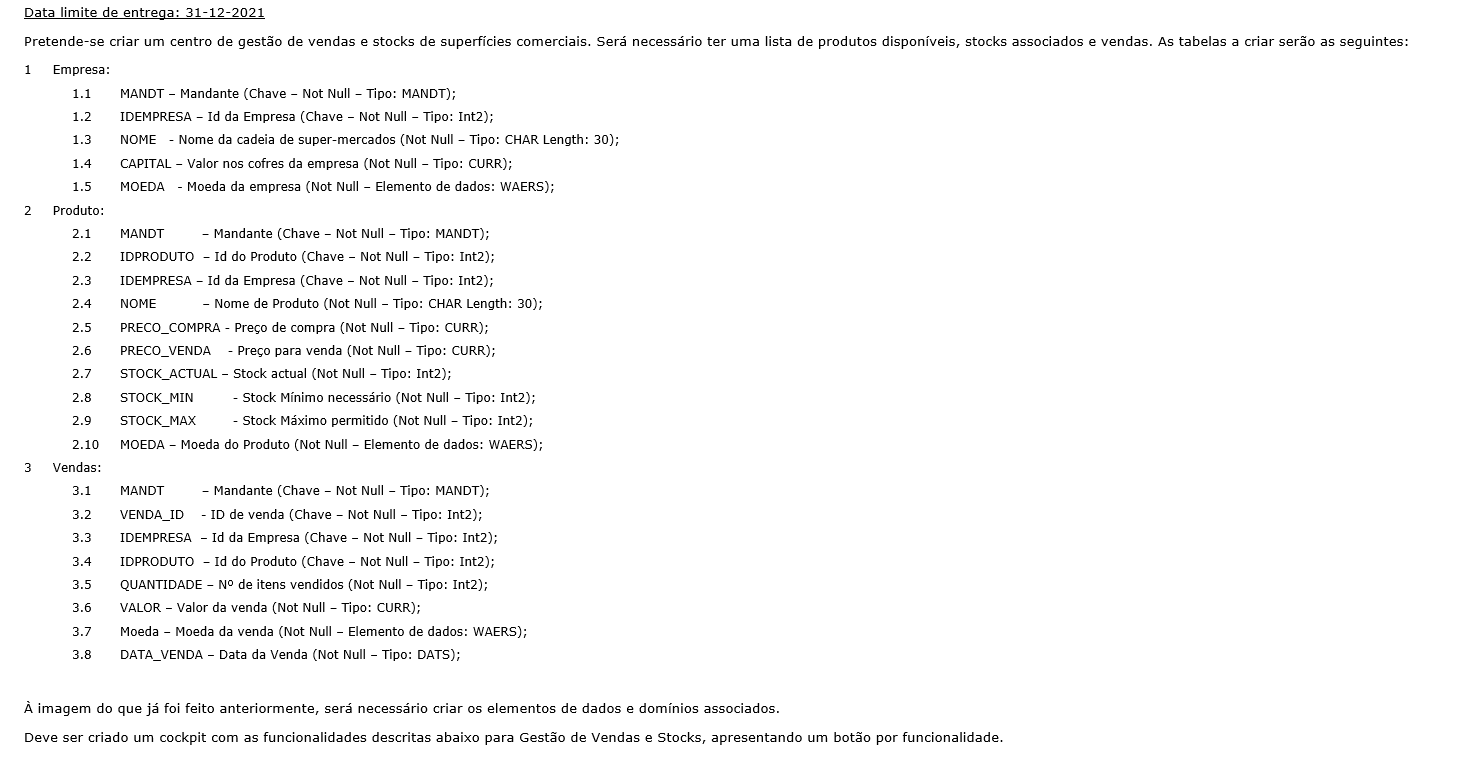 Data limite de entrega: 31-12-2021
Pretende-se criar um centro de gestão de vendas e stocks de superfícies comerciais. Será necessário ter uma lista de produtos disponíveis, stocks associados e vendas. As tabelas a criar serão as seguintes:
1 Empresa:
1.1 MANDT – Mandante (Chave – Not Null – Tipo: MANDT);
1.2 IDEMPRESA – Id da Empresa (Chave – Not Null – Tipo: Int2);
1.3 NOME - Nome da cadeia de super-mercados (Not Null – Tipo: CHAR Length: 30);
1.4 CAPITAL – Valor nos cofres da empresa (Not Null – Tipo: CURR);
1.5 MOEDA - Moeda da empresa (Not Null – Elemento de dados: WAERS);
2 Produto:
2.1 MANDT – Mandante (Chave – Not Null – Tipo: MANDT);
2.2 IDPRODUTO – Id do Produto (Chave – Not Null – Tipo: Int2);
2.3 IDEMPRESA – Id da Empresa (Chave – Not Null – Tipo: Int2);
2.4 NOME – Nome de Produto (Not Null – Tipo: CHAR Length: 30);
2.5 PRECO_COMPRA - Preço de compra (Not Null – Tipo: CURR);
2.6 PRECO_VENDA - Preço para venda (Not Null – Tipo: CURR);
2.7 STOCK_ACTUAL – Stock actual (Not Null – Tipo: Int2);
2.8 STOCK_MIN - Stock Mínimo necessário (Not Null – Tipo: Int2);
2.9 STOCK_MAX - Stock Máximo permitido (Not Null – Tipo: Int2);
2.10 MOEDA – Moeda do Produto (Not Null – Elemento de dados: WAERS);
3 Vendas:
3.1 MANDT – Mandante (Chave – Not Null – Tipo: MANDT);
3.2 VENDA_ID - ID de venda (Chave – Not Null – Tipo: Int2);
3.3 IDEMPRESA – Id da Empresa (Chave – Not Null – Tipo: Int2);
3.4 IDPRODUTO – Id do Produto (Chave – Not Null – Tipo: Int2);
3.5 QUANTIDADE – Nº de itens vendidos (Not Null – Tipo: Int2);
3.6 VALOR – Valor da venda (Not Null – Tipo: CURR);
3.7 Moeda – Moeda da venda (Not Null – Elemento de dados: WAERS);
3.8 DATA_VENDA – Data da Venda (Not Null – Tipo: DATS);
À imagem do que já foi feito anteriormente, será necessário criar os elementos de dados e domínios associados.
Deve ser criado um cockpit com as funcionalidades descritas abaixo para Gestão de Vendas e Stocks, apresentando um botão por funcionalidade.